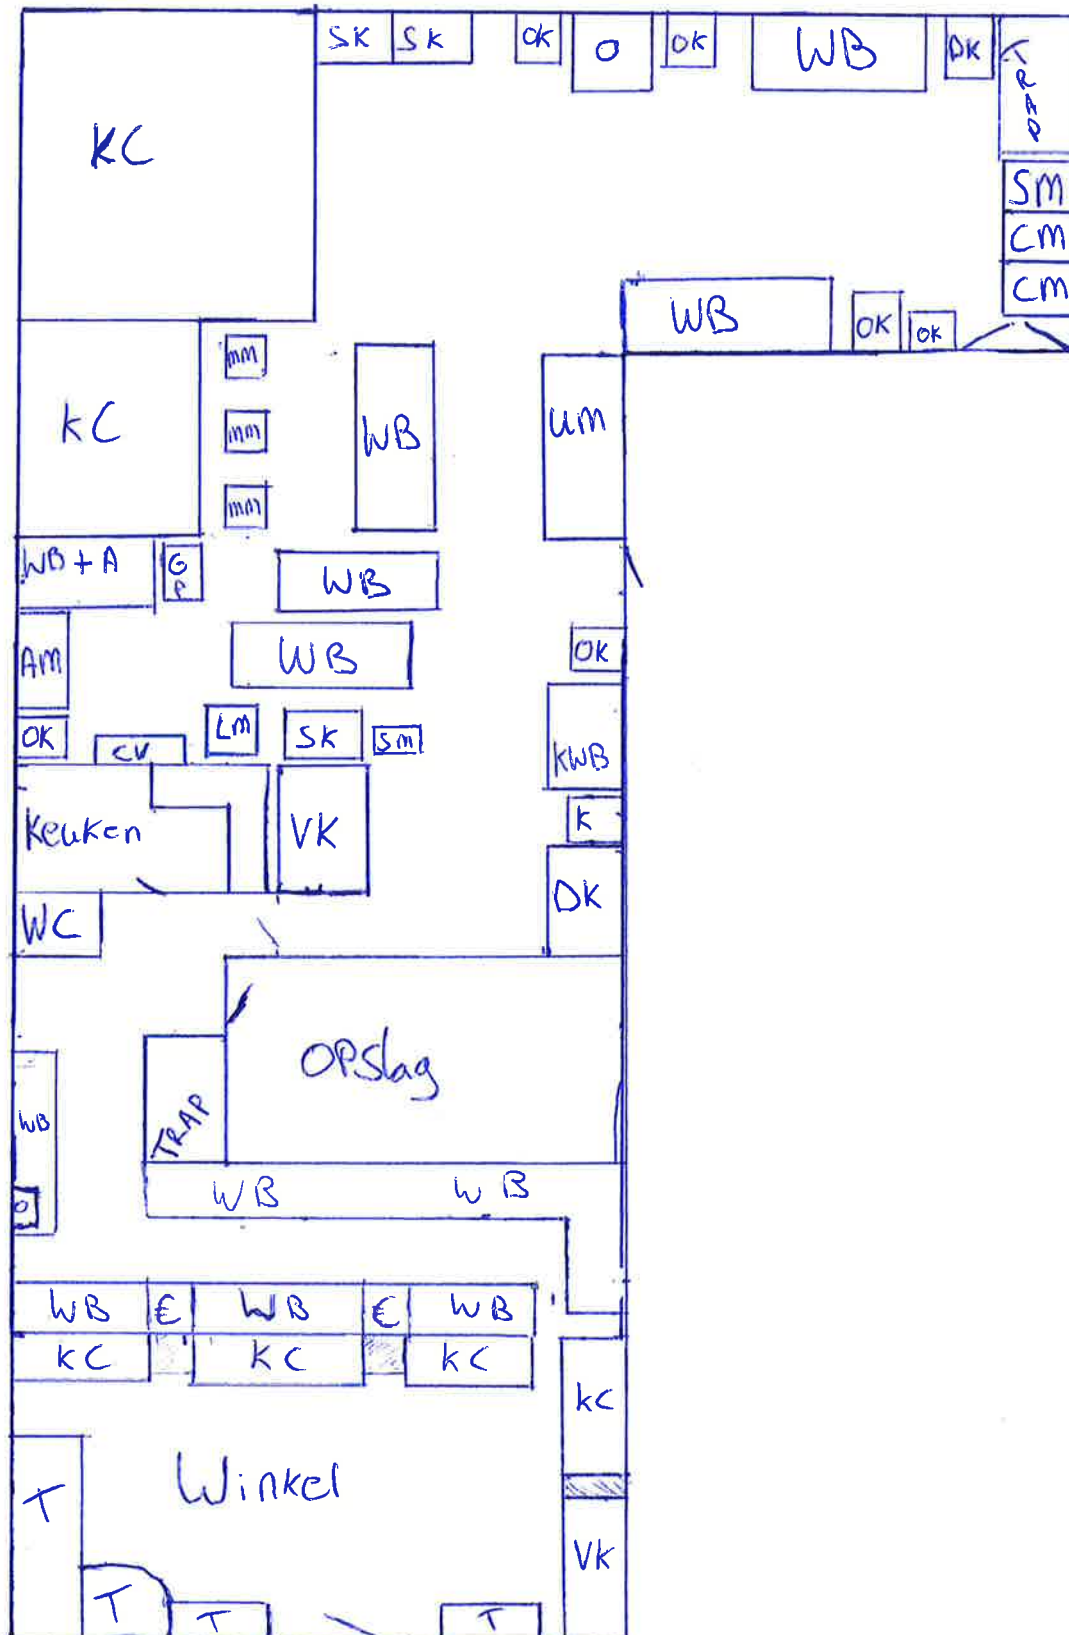 SK SK OK O OK WB DK TRAP
KC
SM
CM
CM
WB OK OK
mm
KC mm WB UM
mm
WB + A GP WB
AM WB OK
OK CV LM SK SM KWB
Keuken VK K
DK
WC
OPSlag
TRAP
WB
O
WB WB
WB € WB € WB
KC KC KC
KC
Winkel
T
VK
T T T